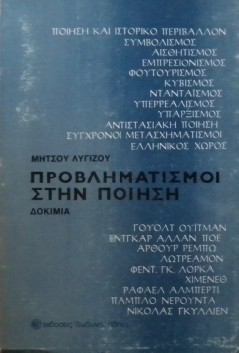 ΠΟΙΗΣΗ ΚΑΙ ΙΣΤΟΡΙΚΟ ΠΕΡΙΒΑΛΛΟΝ
ΣΥΜΒΟΛΙΣΜΟΣ
ΑΙΣΘΗΤΙΣΜΟΣ
ΕΜΠΡΕΣΙΟΝΙΣΜΟΣ
ΦΟΥΤΟΥΡΙΣΜΟΣ
ΚΥΒΙΣΜΟΣ
ΝΤΑΝΤΑΪΣΜΟΣ
ΥΠΕΡΡΕΑΛΙΣΜΟΣ
ΥΠΑΡΞΙΣΜΟΣ
ΑΝΤΙΣΤΑΣΙΑΚΗ ΠΟΙΗΣΗ
ΣΥΓΧΡΟΝΟΙ ΜΕΤΑΣΧΗΜΑΤΙΣΜΟΙ
ΕΛΛΗΝΙΚΟΣ ΧΩΡΟΣ
ΜΗΤΣΟΥ ΛΥΓΙΖΟΥ
ΠΡΟΒΛΗΜΑΤΙΣΜΟΙ
ΣΤΗΝ ΠΟΙΗΣΗ
ΔΟΚΙΜΙΑ
ΓΟΥΟΛΤ ΟΥΙΤΜΑΝ
ΕΝΤΓΚΑΡ ΑΛΛΑΝ ΠΟΕ
ΑΡΘΟΥΡ ΡΕΜΠΩ
ΛΩΤΡΕΑΜΟΝ
ΦΕΝΤ. ΓΚ. ΛΟΡΚΑ
ΧΙΜΕΝΕΘ
ΡΑΦΑΕΛ ΑΛΜΠΕΡΤΙ
ΠΑΜΠΛΟ ΝΕΡΟΥΝΤΑ
ΝΙΚΟΛΑΣ ΓΚΥΛΛΙΕΝ
εκδόσεις